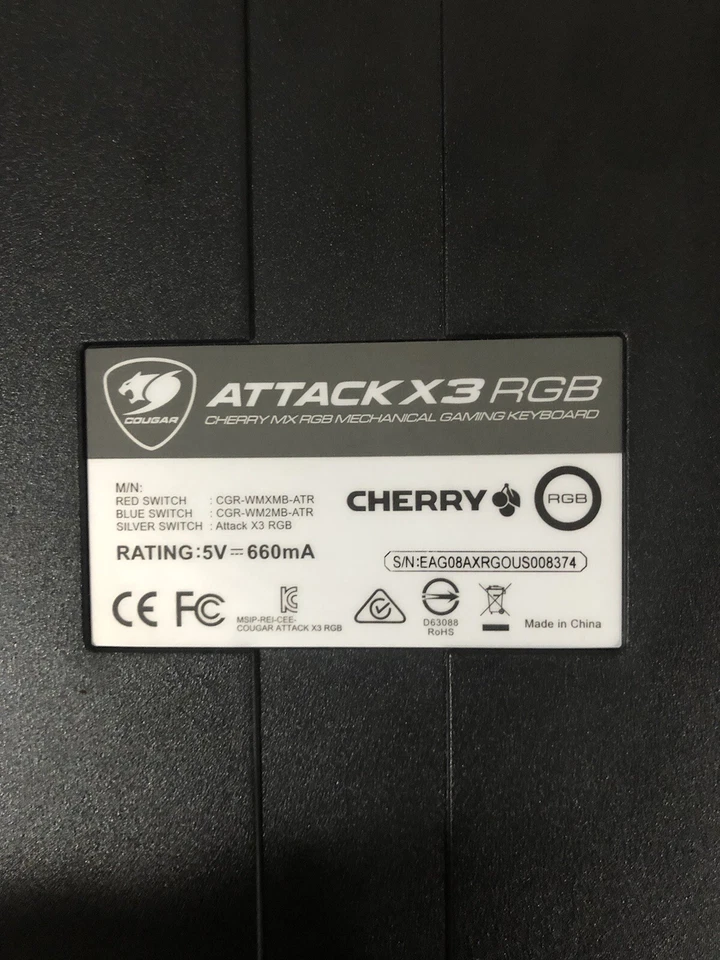 COUGAR
ATTACK X3 RGB
CHERRY MX RGB MECHANICAL GAMING KEYBOARD
M/N:
RED SWITCH : CGR-WMXMB-ATR
BLUE SWITCH : CGR-WM2MB-ATR
SILVER SWITCH : Attack X3 RGB
CHERRY
RGB
RATING:5V⎓660mA
S/N:EAG08AXRGOUS008374
CE FC
MSIP-REI-CEE-
COUGAR ATTACK X3 RGB
D63088
RoHS
Made in China